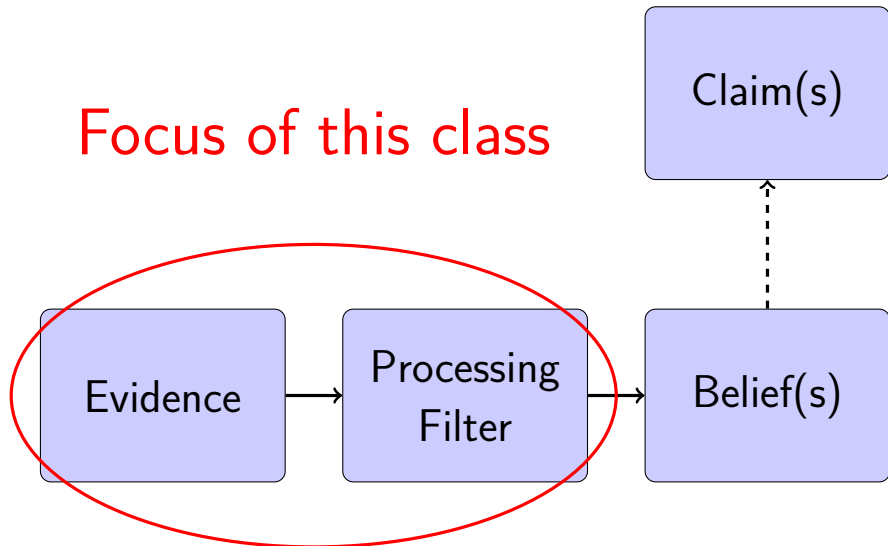 Claim(s)
Focus of this class
Evidence
Processing
Filter
Belief(s)